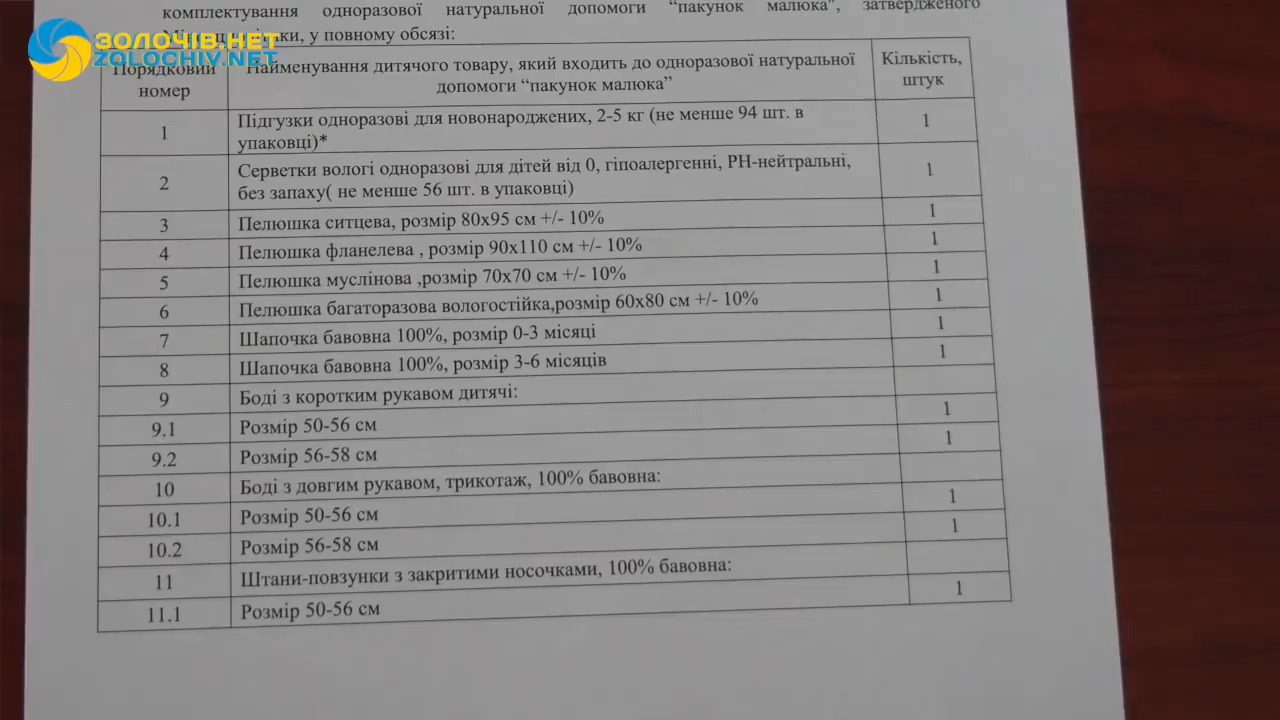 комплектування одноразової натуральної допомоги “пакунок малюка”, затвердженого
у повному обсязі:
ЗОЛОЧІВ.НЕТ
ZOLOCHIV.NET
Порядковий номер
Найменування дитячого товару, який входить до одноразової натуральної
допомоги “пакунок малюка”
Кількість,
штук
1
Підгузки одноразові для новонароджених, 2-5 кг (не менше 94 шт. в
упаковці)*
1
2
Серветки вологі одноразові для дітей від 0, гіпоалергенні, РН-нейтральні,
без запаху( не менше 56 шт. в упаковці)
1
3 Пелюшка ситцева, розмір 80х95 см +/- 10% 1
4 Пелюшка фланелева , розмір 90х110 см +/- 10% 1
5 Пелюшка муслінова ,розмір 70х70 см +/- 10% 1
6 Пелюшка багаторазова вологостійка,розмір 60х80 см +/- 10% 1
7 Шапочка бавовна 100%, розмір 0-3 місяці 1
8 Шапочка бавовна 100%, розмір 3-6 місяців 1
9 Боді з коротким рукавом дитячі:
9.1 Розмір 50-56 см 1
9.2 Розмір 56-58 см 1
10 Боді з довгим рукавом, трикотаж, 100% бавовна:
10.1 Розмір 50-56 см 1
10.2 Розмір 56-58 см 1
11 Штани-повзунки з закритими носочками, 100% бавовна:
11.1 Розмір 50-56 см 1